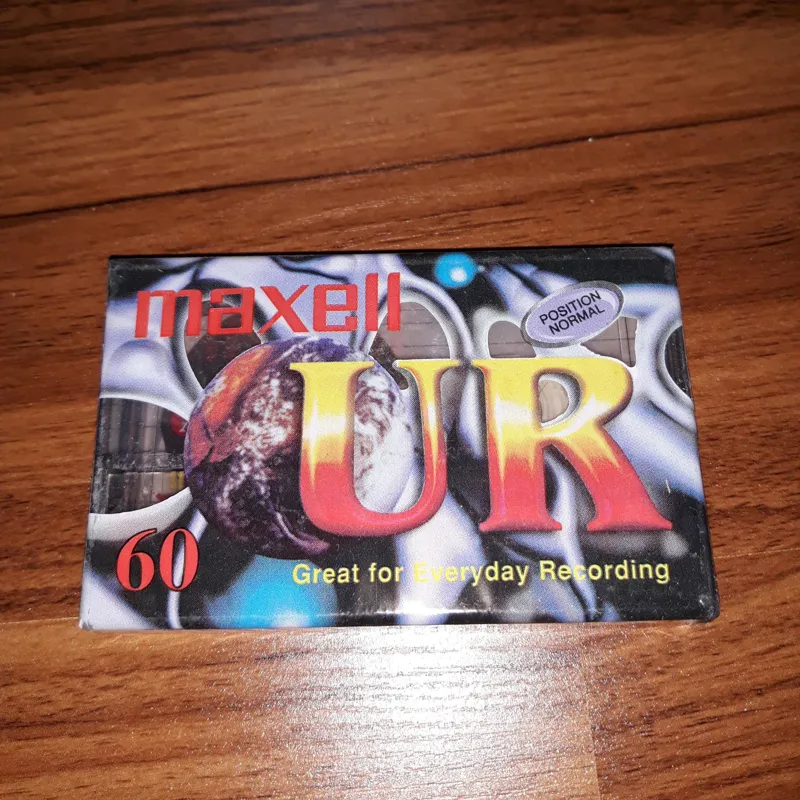 maxell
POSITION
NORMAL
UR
60
Great for Everyday Recording